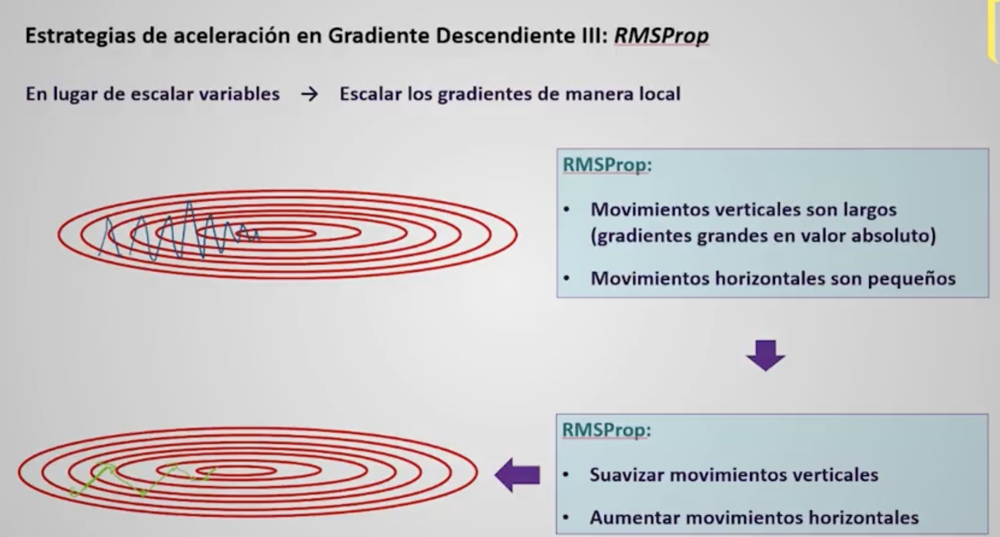 Estrategias de aceleración en Gradiente Descendiente III: RMSProp
En lugar de escalar variables → Escalar los gradientes de manera local
RMSProp:
• Movimientos verticales son largos
(gradientes grandes en valor absoluto)
• Movimientos horizontales son pequeños
RMSProp:
• Suavizar movimientos verticales
• Aumentar movimientos horizontales